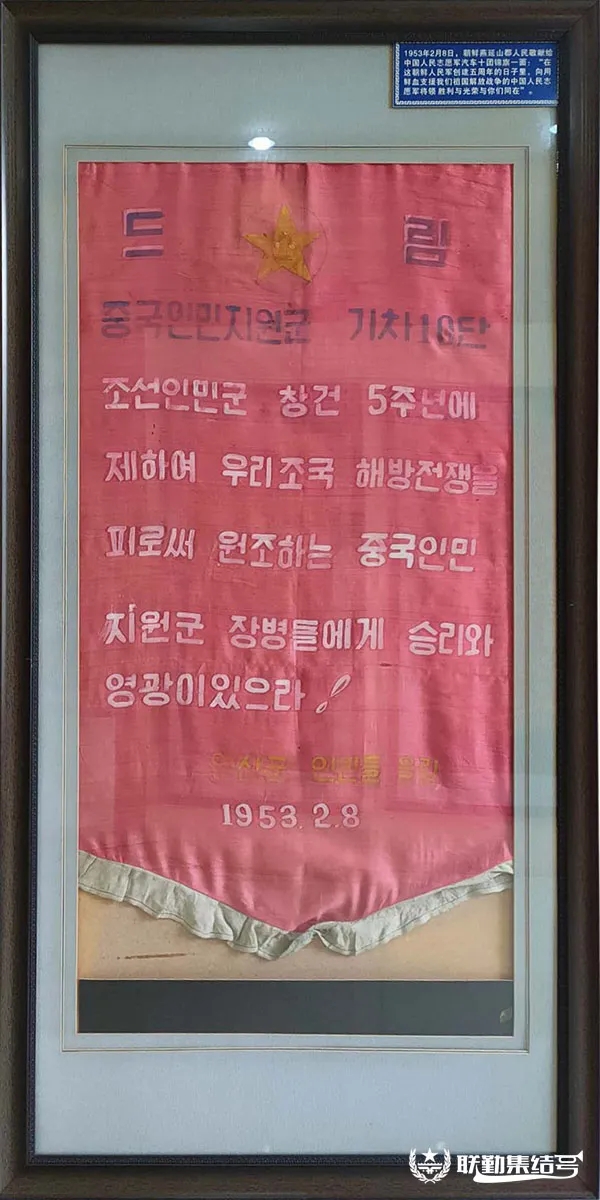 1953年2月8日，朝鲜燕延山郡人民敬献给
中国人民志愿军汽车十团锦旗一面：“在
这朝鲜人民军创建五周年的日子里，向用
鲜血支援我们祖国解放战争的中国人民志
愿军将领 胜利与光荣与你们同在”。
드 림
중국인민지원군 기차10단
조선인민군 창건 5주년에
제하여 우리조국 해방전쟁을
피로써 원조하는 중국인민
지원군 장병들에게 승리와
영광이있으라!
인민들 올림
1953.2.8
联勤集结号